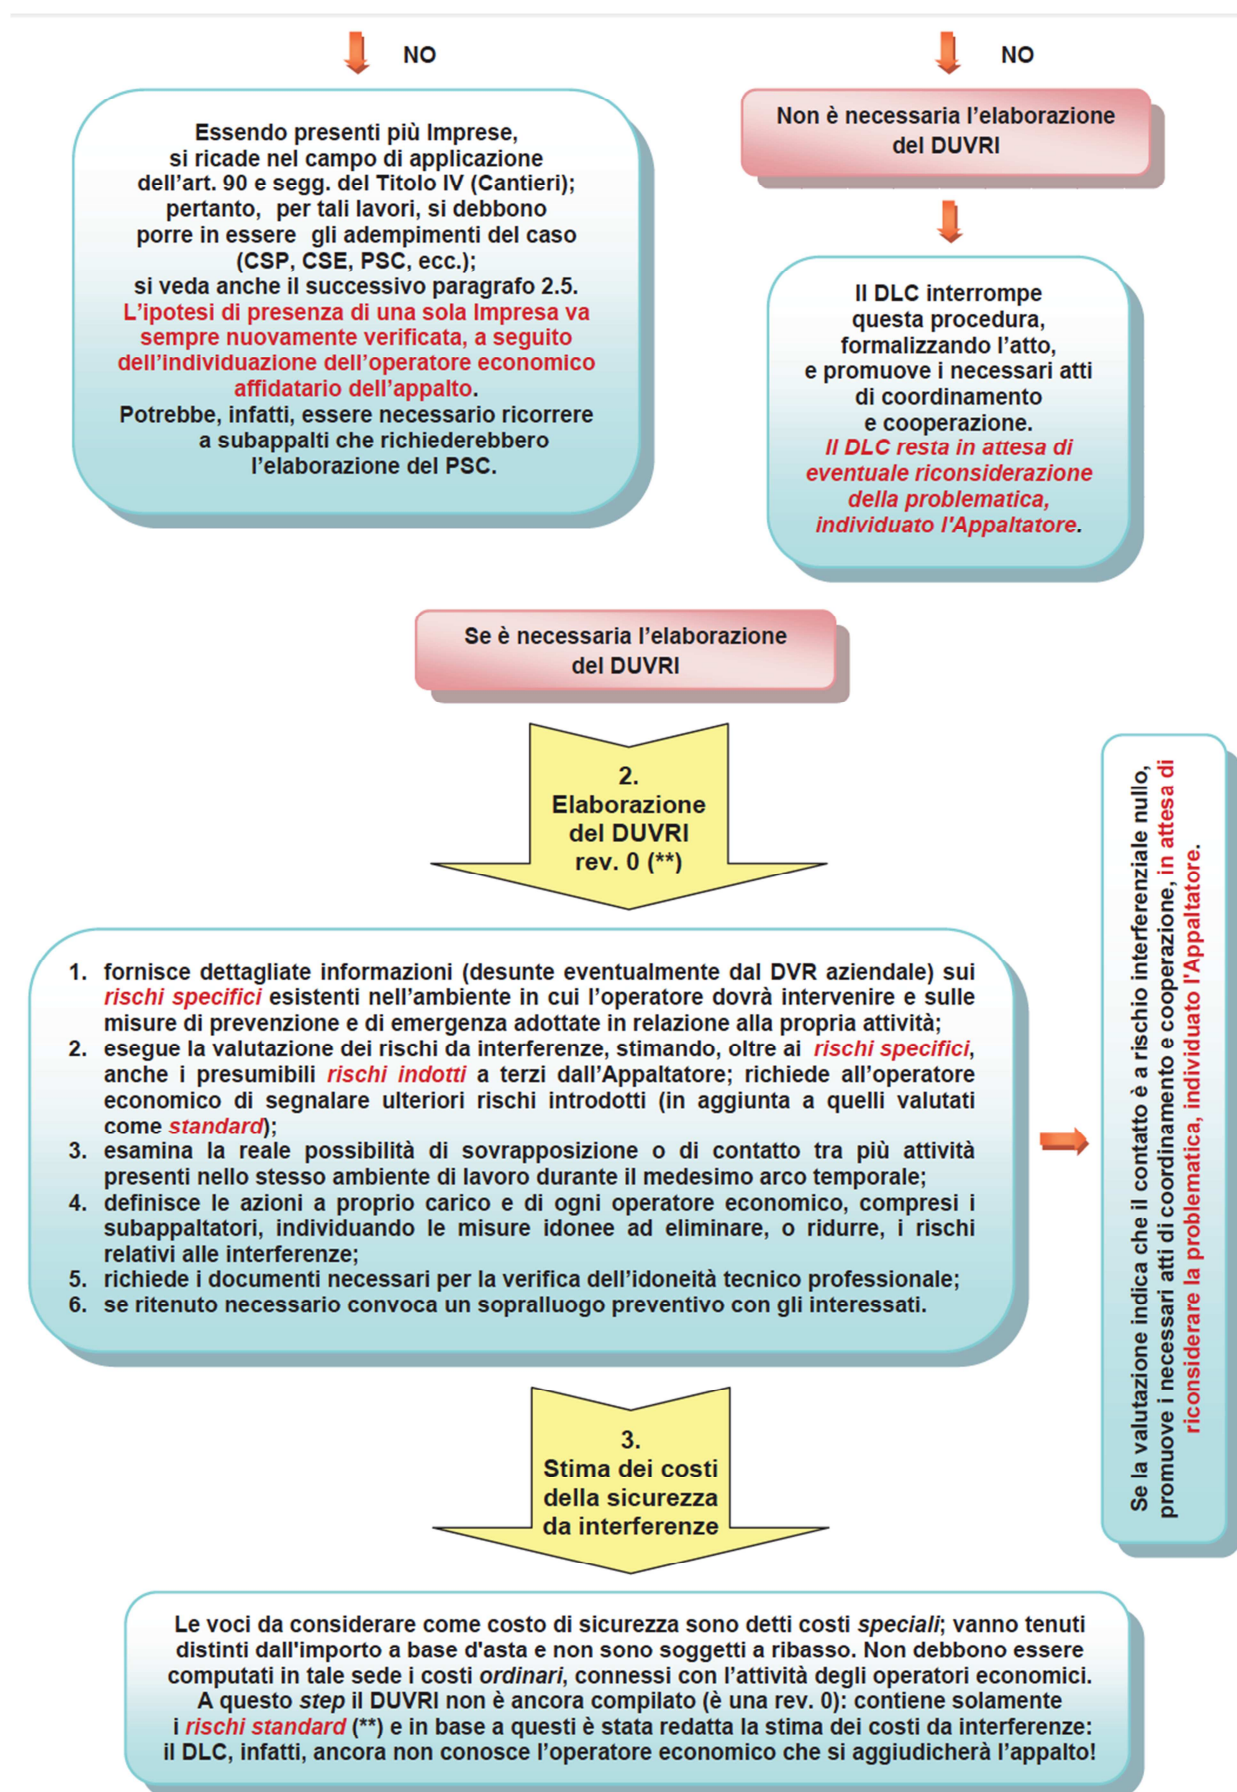 NO
Essendo presenti più Imprese,
si ricade nel campo di applicazione
dell'art. 90 e segg. del Titolo IV (Cantieri);
pertanto, per tali lavori, si debbono
porre in essere gli adempimenti del caso
(CSP, CSE, PSC, ecc.);
si veda anche il successivo paragrafo 2.5.
L'ipotesi di presenza di una sola Impresa va
sempre nuovamente verificata, a seguito
dell'individuazione dell'operatore economico
affidatario dell'appalto.
Potrebbe, infatti, essere necessario ricorrere
a subappalti che richiederebbero
l'elaborazione del PSC.
NO
Non è necessaria l'elaborazione
del DUVRI
Il DLC interrompe
questa procedura,
formalizzando l'atto,
e promuove i necessari atti
di coordinamento
e cooperazione.
Il DLC resta in attesa di
eventuale riconsiderazione
della problematica,
individuato l'Appaltatore.
Se è necessaria l'elaborazione
del DUVRI
2.
Elaborazione
del DUVRI
rev. 0 (**)
1. fornisce dettagliate informazioni (desunte eventualmente dal DVR aziendale) sui
rischi specifici esistenti nell'ambiente in cui l'operatore dovrà intervenire e sulle
misure di prevenzione e di emergenza adottate in relazione alla propria attività;
2. esegue la valutazione dei rischi da interferenze, stimando, oltre ai rischi specifici,
anche i presumibili rischi indotti a terzi dall'Appaltatore; richiede all'operatore
economico di segnalare ulteriori rischi introdotti (in aggiunta a quelli valutati
come standard);
3. esamina la reale possibilità di sovrapposizione o di contatto tra più attività
presenti nello stesso ambiente di lavoro durante il medesimo arco temporale;
4. definisce le azioni a proprio carico e di ogni operatore economico, compresi i
subappaltatori, individuando le misure idonee ad eliminare, o ridurre, i rischi
relativi alle interferenze;
5. richiede i documenti necessari per la verifica dell'idoneità tecnico professionale;
6. se ritenuto necessario convoca un sopralluogo preventivo con gli interessati.
Se la valutazione indica che il contatto è a rischio interferenziale nullo,
promuove i necessari atti di coordinamento e cooperazione, in attesa di
riconsiderare la problematica, individuato l'Appaltatore.
3.
Stima dei costi
della sicurezza
da interferenze
Le voci da considerare come costo di sicurezza sono detti costi speciali; vanno tenuti
distinti dall'importo a base d'asta e non sono soggetti a ribasso. Non debbono essere
computati in tale sede i costi ordinari, connessi con l'attività degli operatori economici.
A questo step il DUVRI non è ancora compilato (è una rev. 0): contiene solamente
i rischi standard (**) e in base a questi è stata redatta la stima dei costi da interferenze:
il DLC, infatti, ancora non conosce l'operatore economico che si aggiudicherà l'appalto!